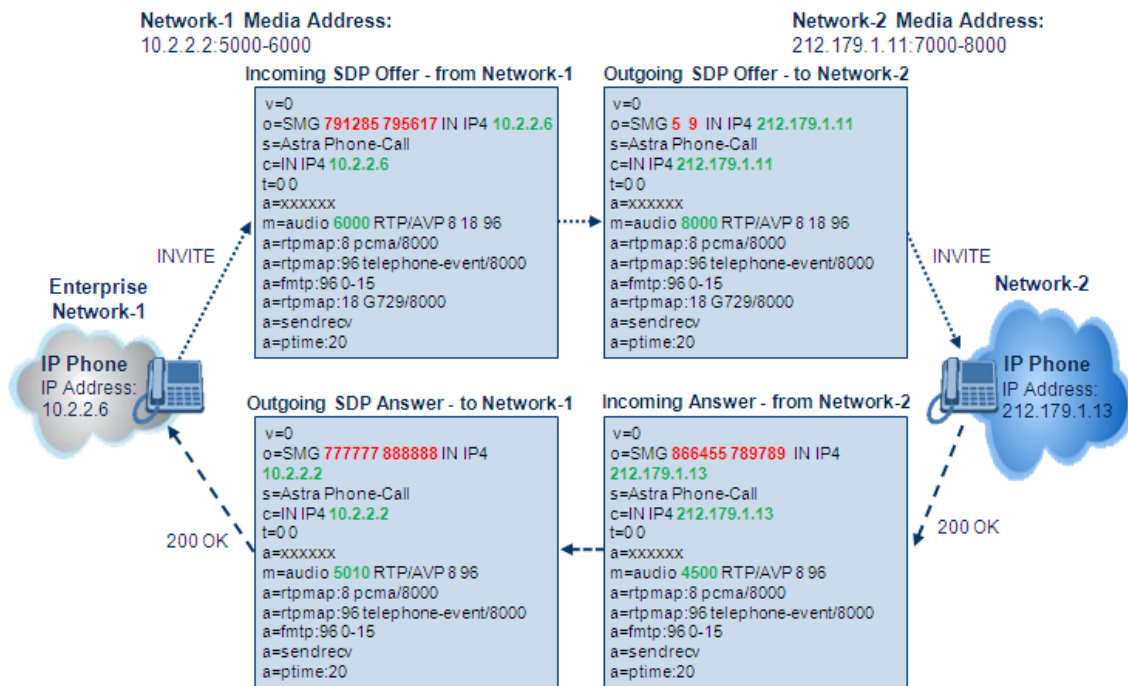 Network-1 Media Address:
10.2.2.2:5000-6000
Network-2 Media Address:
212.179.1.11:7000-8000
Incoming SDP Offer - from Network-1
v=0
o=SMG 791285 795617 IN IP4 10.2.2.6
s=Astra Phone-Call
c=IN IP4 10.2.2.6
t=0 0
a=xxxxxx
m=audio 6000 RTP/AVP 8 18 96
a=rtpmap:8 pcma/8000
a=rtpmap:96 telephone-event/8000
a=fmtp:96 0-15
a=rtpmap:18 G729/8000
a=sendrecv
a=ptime:20
Outgoing SDP Offer - to Network-2
v=0
o=SMG 5 9 IN IP4 212.179.1.11
s=Astra Phone-Call
c=IN IP4 212.179.1.11
t=0 0
a=xxxxxx
m=audio 8000 RTP/AVP 8 18 96
a=rtpmap:8 pcma/8000
a=rtpmap:96 telephone-event/8000
a=fmtp:96 0-15
a=rtpmap:18 G729/8000
a=sendrecv
a=ptime:20
INVITE
INVITE
Enterprise
Network-1
IP Phone
IP Address:
10.2.2.6
Network-2
IP Phone
IP Address:
212.179.1.13
Outgoing SDP Answer - to Network-1
v=0
o=SMG 777777 888888 IN IP4
10.2.2.2
s=Astra Phone-Call
c=IN IP4 10.2.2.2
t=0 0
a=xxxxxx
m=audio 5010 RTP/AVP 8 96
a=rtpmap:8 pcma/8000
a=rtpmap:96 telephone-event/8000
a=fmtp:96 0-15
a=sendrecv
a=ptime:20
Incoming Answer - from Network-2
v=0
o=SMG 866455 789789 IN IP4
212.179.1.13
s=Astra Phone-Call
c=IN IP4 212.179.1.13
t=0 0
a=xxxxxx
m=audio 4500 RTP/AVP 8 96
a=rtpmap:8 pcma/8000
a=rtpmap:96 telephone-event/8000
a=fmtp:96 0-15
a=sendrecv
a=ptime:20
200 OK
200 OK